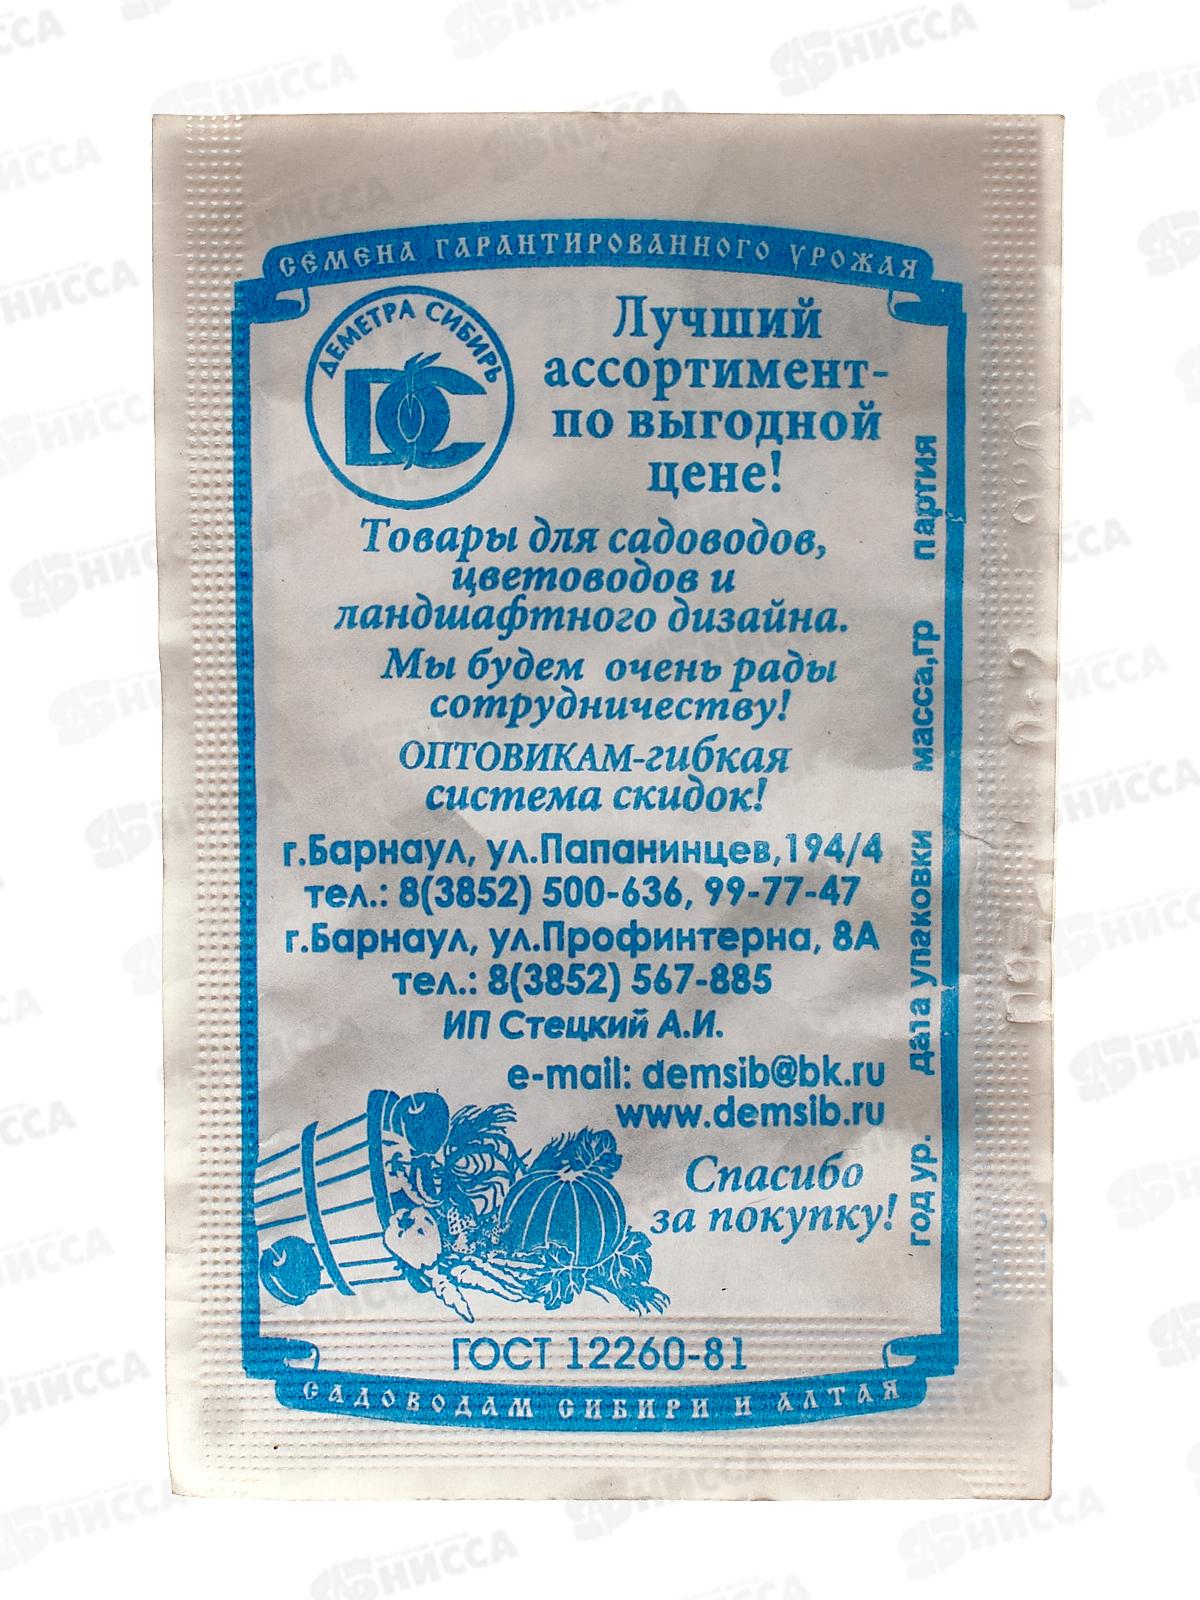 СЕМЕНА ГАРАНТИРОВАННОГО УРОЖАЯ
ДЕМЕТРА СИБИРЬ
DC
Лучший
ассортимент-
по выгодной
цене!
Товары для садоводов,
цветоводов и
ландшафтного дизайна.
Мы будем очень рады
сотрудничеству!
ОПТОВИКАМ-гибкая
система скидок!
г.Барнаул, ул.Папанинцев,194/4
тел.: 8(3852) 500-636, 99-77-47
г.Барнаул, ул.Профинтерна, 8А
тел.: 8(3852) 567-885
ИП Стецкий А.И.
e-mail: demsib@bk.ru
www.demsib.ru
Спасибо
за покупку!
год ур. дата упаковки масса,гр партия
ГОСТ 12260-81
САДОВОДАМ СИБИРИ И АЛТАЯ